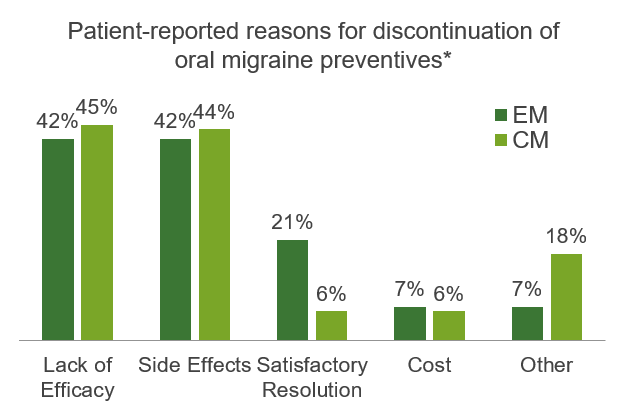 Patient-reported reasons for discontinuation of
oral migraine preventives*
EM
CM
42%
45%
42%
44%
21%
6%
7%
6%
7%
18%
Lack of
Efficacy
Side Effects
Satisfactory
Resolution
Cost
Other